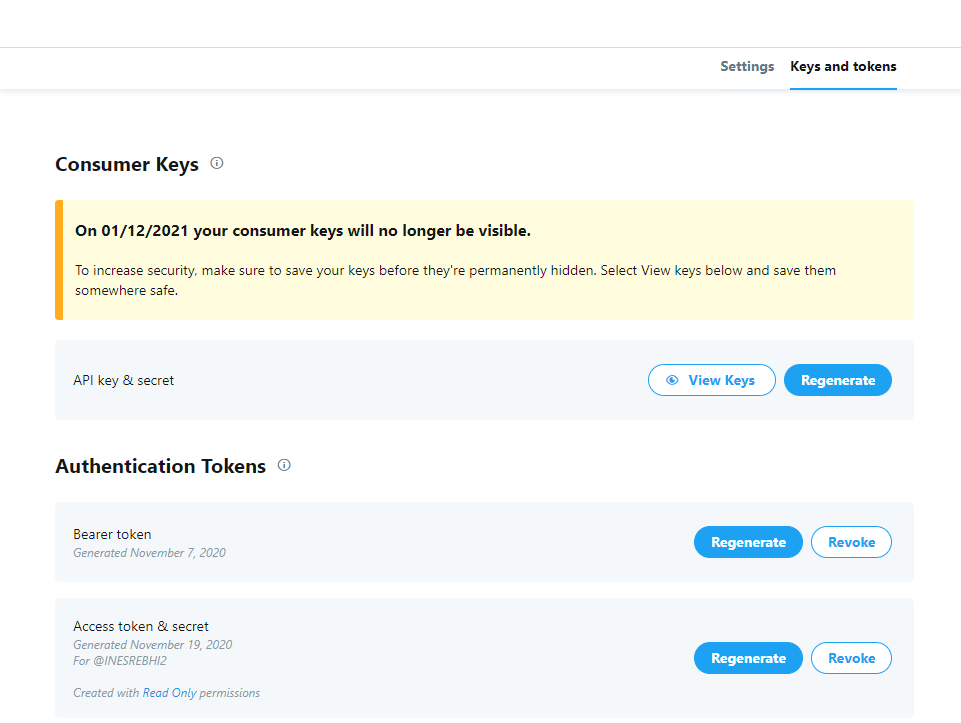 Settings
Keys and tokens
Consumer Keys
On 01/12/2021 your consumer keys will no longer be visible.
To increase security, make sure to save your keys before they're permanently hidden. Select View keys below and save them
somewhere safe.
API key & secret
View Keys
Regenerate
Authentication Tokens
Bearer token
Generated November 7, 2020
Regenerate
Revoke
Access token & secret
Generated November 19, 2020
For @INESREBHI2
Created with Read Only permissions
Regenerate
Revoke